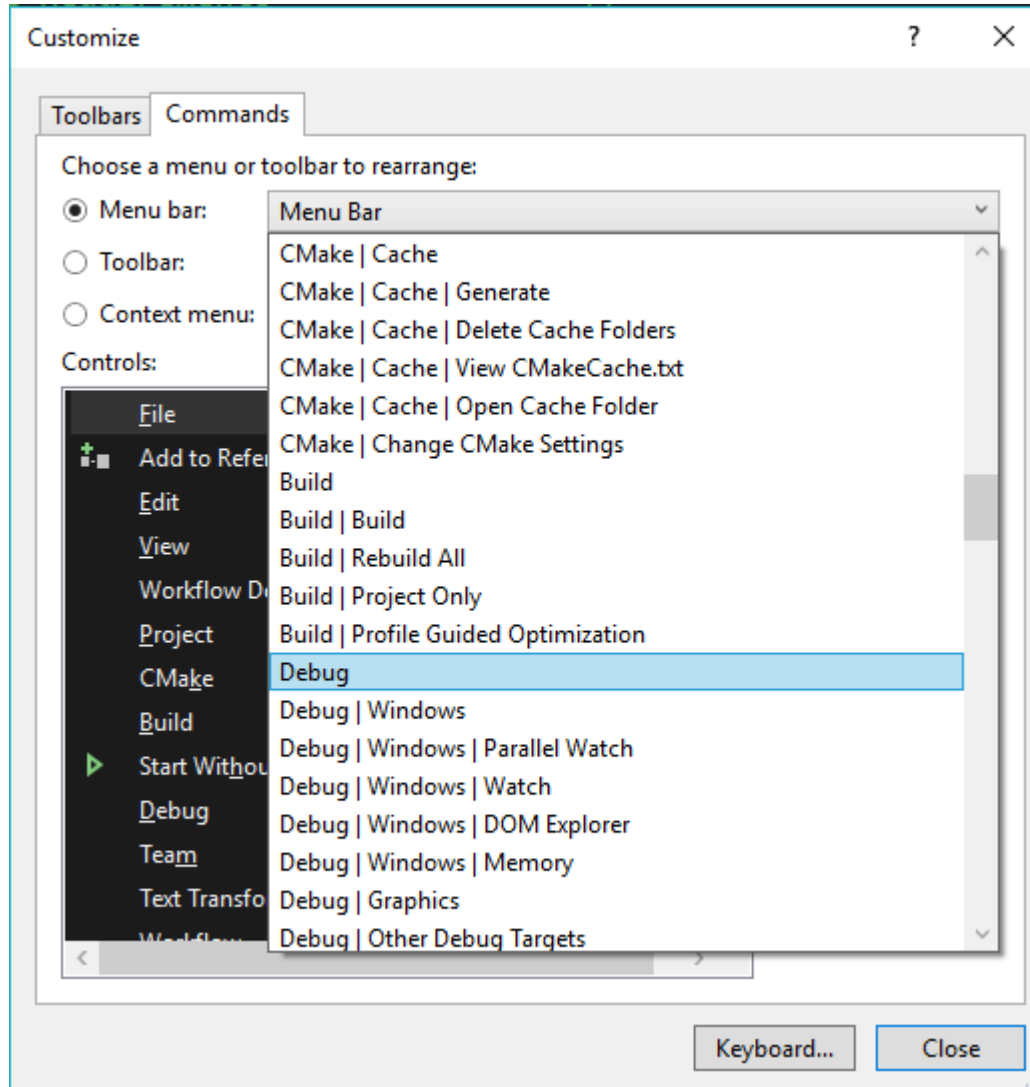 Customize
?
Toolbars
Commands
Choose a menu or toolbar to rearrange:
Menu bar:
Menu Bar
Toolbar:
Context menu:
CMake | Cache
CMake | Cache | Generate
CMake | Cache | Delete Cache Folders
CMake | Cache | View CMakeCache.txt
CMake | Cache | Open Cache Folder
CMake | Change CMake Settings
Build
Build | Build
Build | Rebuild All
Build | Project Only
Build | Profile Guided Optimization
Debug
Debug | Windows
Debug | Windows | Parallel Watch
Debug | Windows | Watch
Debug | Windows | DOM Explorer
Debug | Windows | Memory
Debug | Graphics
Debug | Other Debug Targets
Controls:
File
Add to Refer
Edit
View
Workflow De
Project
CMake
Build
Start Withou
Debug
Team
Text Transfo
Workflow
Keyboard...
Close